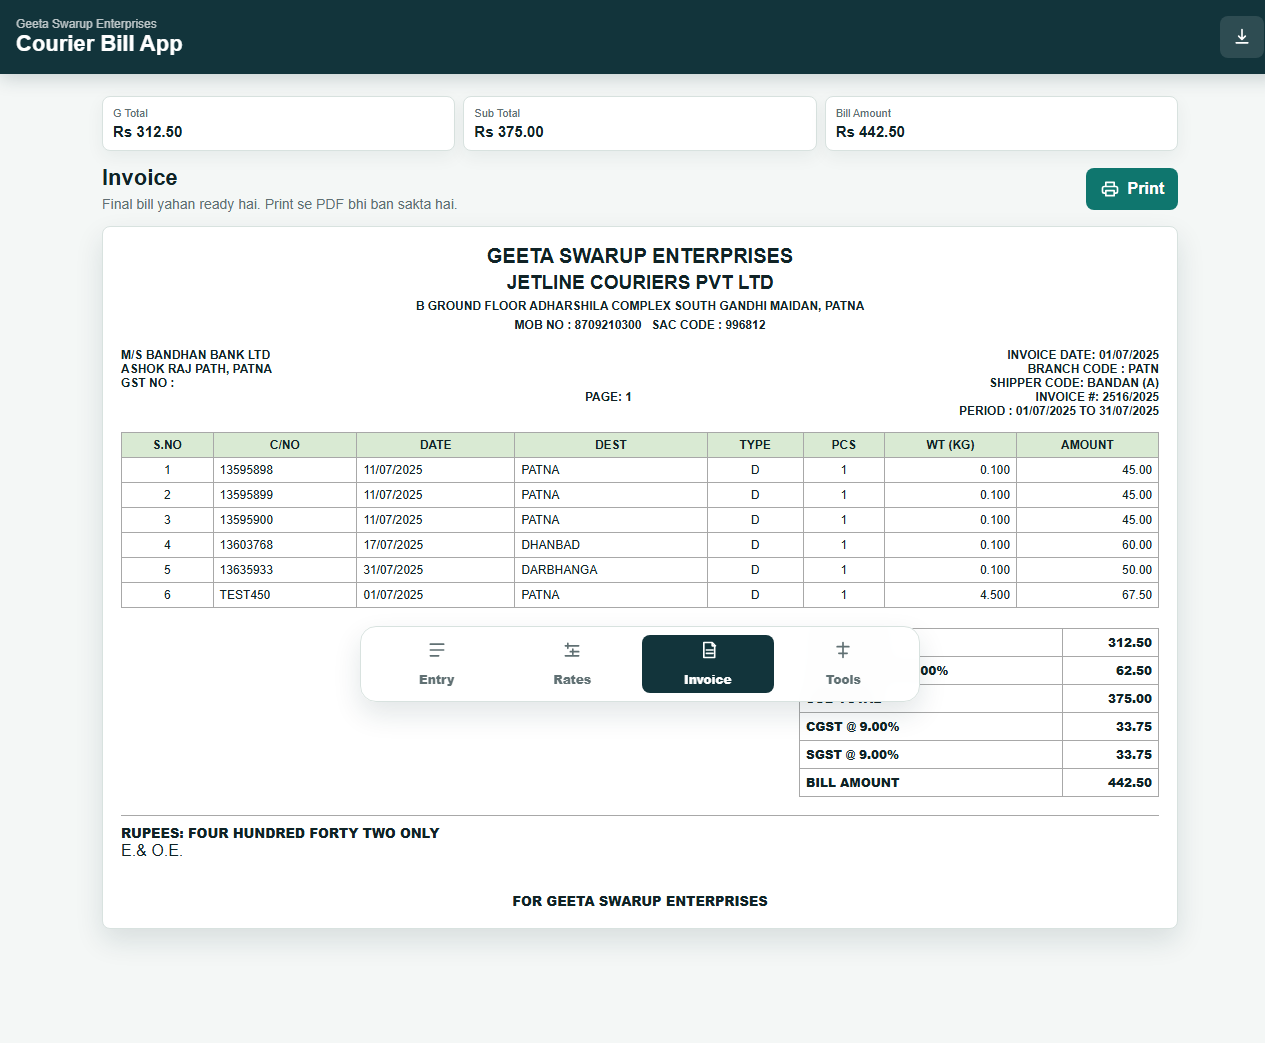 Geeta Swarup Enterprises
Courier Bill App
G Total
Rs 312.50
Sub Total
Rs 375.00
Bill Amount
Rs 442.50
Invoice
Final bill yahan ready hai. Print se PDF bhi ban sakta hai.
Print
GEETA SWARUP ENTERPRISES
JETLINE COURIERS PVT LTD
B GROUND FLOOR ADHARSHILA COMPLEX SOUTH GANDHI MAIDAN, PATNA
MOB NO : 8709210300 SAC CODE : 996812
M/S BANDHAN BANK LTD
ASHOK RAJ PATH, PATNA
GST NO :
PAGE: 1
INVOICE DATE: 01/07/2025
BRANCH CODE : PATN
SHIPPER CODE: BANDAN (A)
INVOICE #: 2516/2025
PERIOD : 01/07/2025 TO 31/07/2025
S.NO C/NO DATE DEST TYPE PCS WT (KG) AMOUNT
1 13595898 11/07/2025 PATNA D 1 0.100 45.00
2 13595899 11/07/2025 PATNA D 1 0.100 45.00
3 13595900 11/07/2025 PATNA D 1 0.100 45.00
4 13603768 17/07/2025 DHANBAD D 1 0.100 60.00
5 13635933 31/07/2025 DARBHANGA D 1 0.100 50.00
6 TEST450 01/07/2025 PATNA D 1 4.500 67.50
312.50
00% 62.50
375.00
CGST @ 9.00% 33.75
SGST @ 9.00% 33.75
BILL AMOUNT 442.50
Entry
Rates
Invoice
Tools
RUPEES: FOUR HUNDRED FORTY TWO ONLY
E.& O.E.
FOR GEETA SWARUP ENTERPRISES